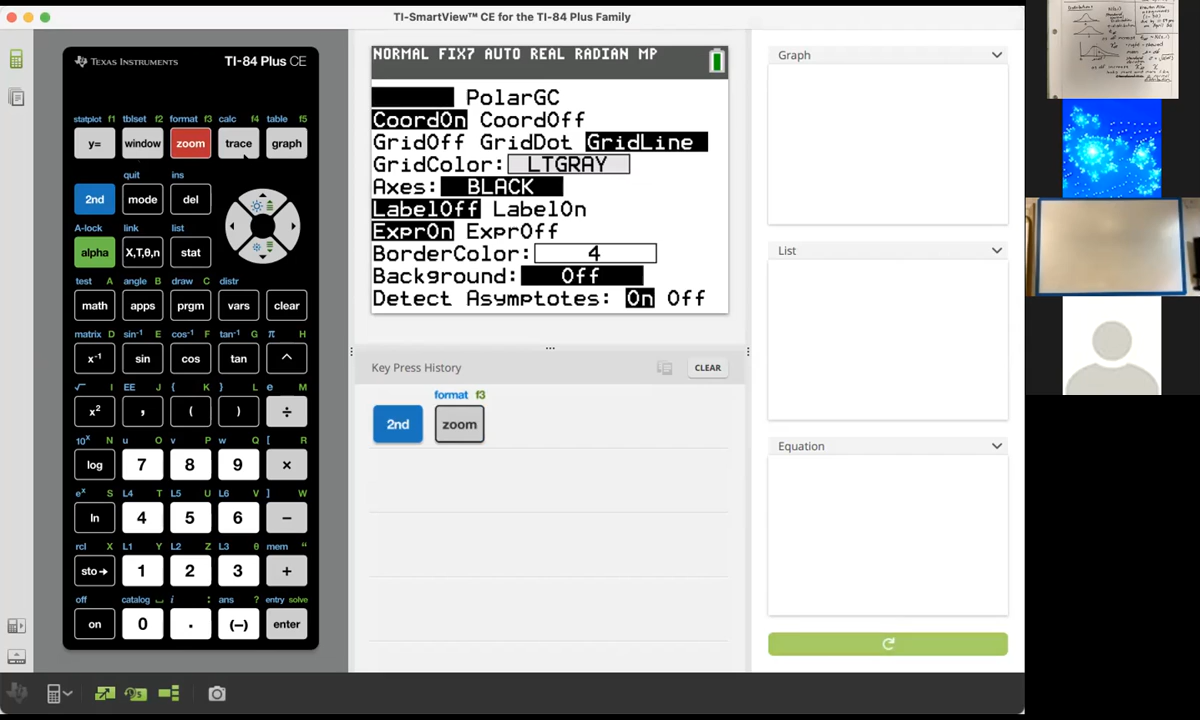 TI-SmartView™ CE for the TI-84 Plus Family
TEXAS INSTRUMENTS TI-84 Plus CE
statplot f1 tblset f2 format f3 calc f4 table f5
y= window zoom trace graph
quit ins
2nd mode del
A-lock link list
alpha X,T,θ,n stat
test A angle B draw C distr
math apps prgm vars clear
matrix D sin⁻¹ E cos⁻¹ F tan⁻¹ G π H
x⁻¹ sin cos tan ^
√ I EE J { K } L e M
x² , ( ) ÷
10ˣ N u O v P w Q [ R
log 7 8 9 ×
eˣ S L4 T L5 U L6 V ] W
ln 4 5 6 −
rcl X L1 Y L2 Z L3 θ mem "
sto→ 1 2 3 +
off catalog ⎵ i : ans ? entry solve
on 0 . (−) enter
NORMAL FIX7 AUTO REAL RADIAN MP
PolarGC
CoordOn CoordOff
GridOff GridDot GridLine
GridColor: LTGRAY
Axes: BLACK
LabelOff LabelOn
ExprOn ExprOff
BorderColor: 4
Background: Off
Detect Asymptotes: On Off
Key Press History
CLEAR
format f3
2nd zoom
Graph
List
Equation